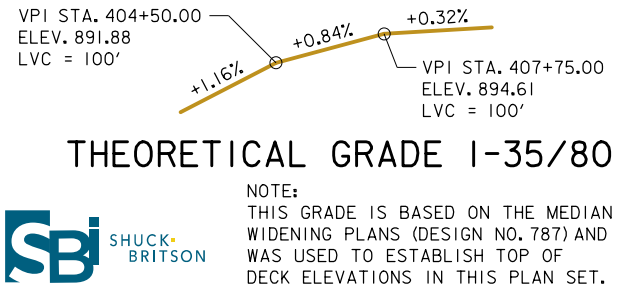 VPI STA. 404+50.00
ELEV. 891.88
LVC = 100'
+1.16%
+0.84%
+0.32%
VPI STA. 407+75.00
ELEV. 894.61
LVC = 100'
THEORETICAL GRADE I-35/80
NOTE:
THIS GRADE IS BASED ON THE MEDIAN
WIDENING PLANS (DESIGN NO. 787) AND
WAS USED TO ESTABLISH TOP OF
DECK ELEVATIONS IN THIS PLAN SET.
SBi
SHUCK-
BRITSON